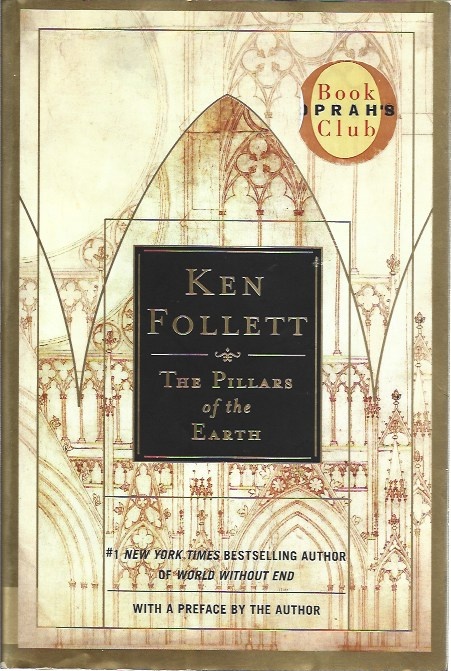 Book
OPRAH'S
Club
KEN
FOLLETT
THE PILLARS
of the
EARTH
#1 NEW YORK TIMES BESTSELLING AUTHOR
OF WORLD WITHOUT END
WITH A PREFACE BY THE AUTHOR